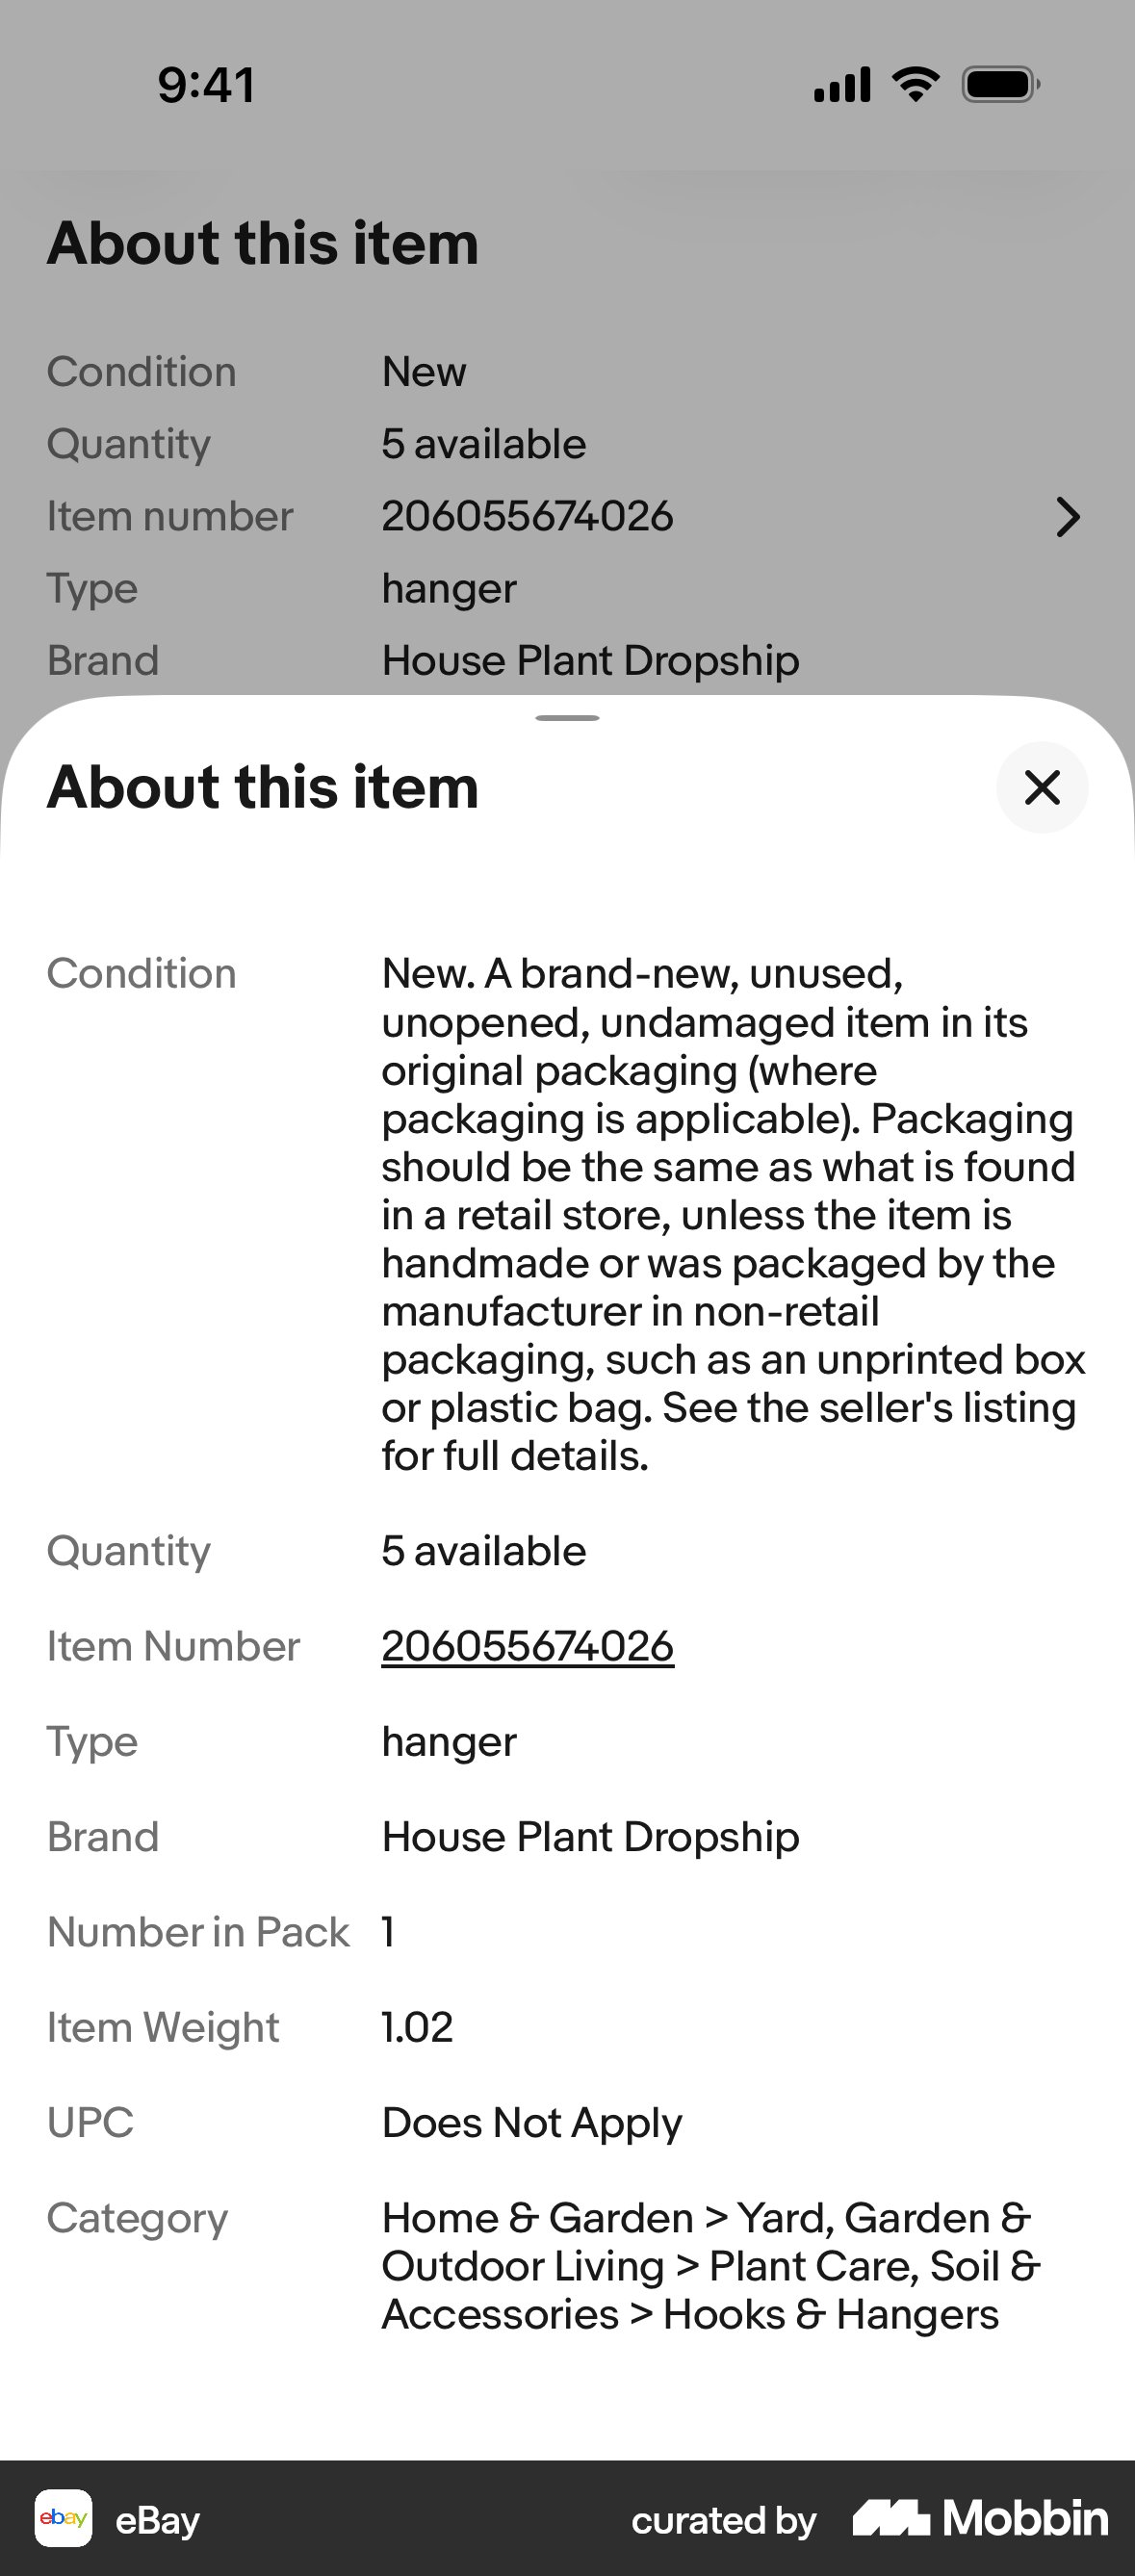 9:41
About this item
Condition New
Quantity 5 available
Item number 206055674026
Type hanger
Brand House Plant Dropship
About this item
Condition New. A brand-new, unused,
unopened, undamaged item in its
original packaging (where
packaging is applicable). Packaging
should be the same as what is found
in a retail store, unless the item is
handmade or was packaged by the
manufacturer in non-retail
packaging, such as an unprinted box
or plastic bag. See the seller's listing
for full details.
Quantity 5 available
Item Number 206055674026
Type hanger
Brand House Plant Dropship
Number in Pack 1
Item Weight 1.02
UPC Does Not Apply
Category Home & Garden > Yard, Garden &
Outdoor Living > Plant Care, Soil &
Accessories > Hooks & Hangers
ebay eBay curated by Mobbin